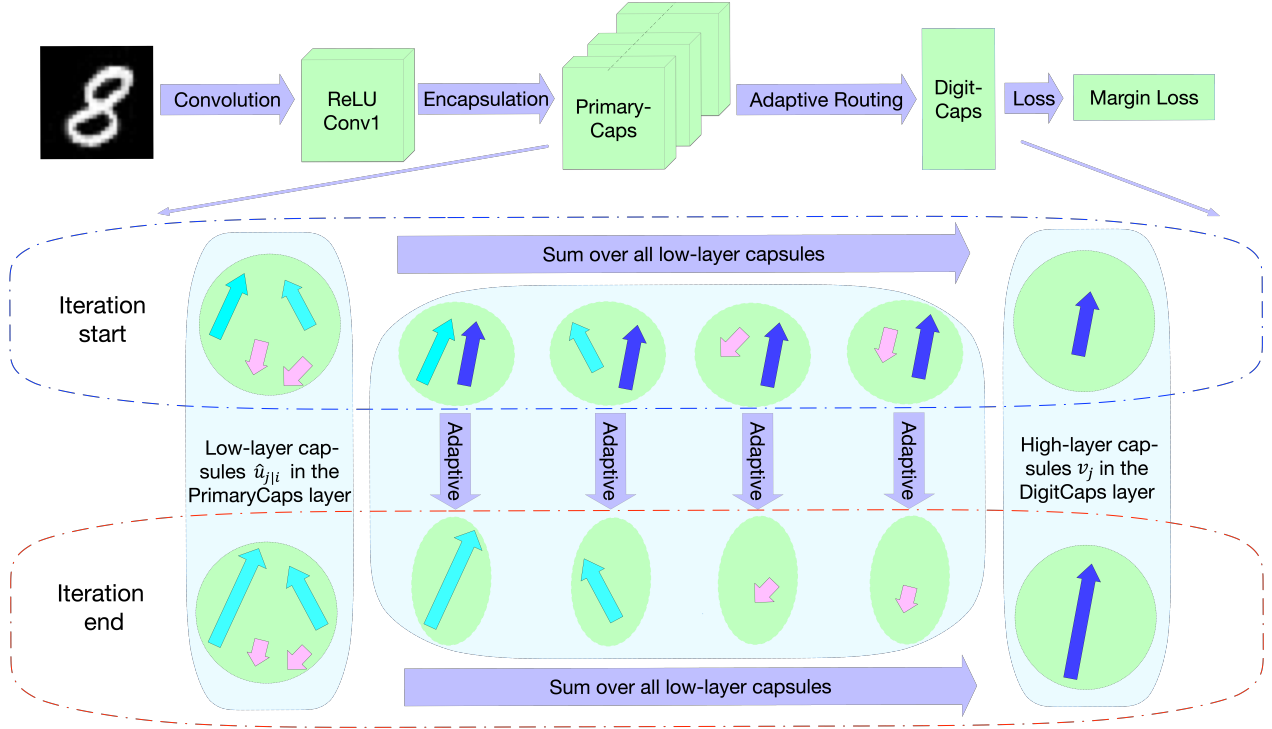 Convolution
ReLU
Conv1
Encapsulation
Primary-
Caps
Adaptive Routing
Digit-
Caps
Loss
Margin Loss
Iteration
start
Sum over all low-layer capsules
Low-layer cap-
sules û_{j|i} in the
PrimaryCaps layer
Adaptive
Adaptive
Adaptive
Adaptive
High-layer cap-
sules v_j in the
DigitCaps layer
Iteration
end
Sum over all low-layer capsules